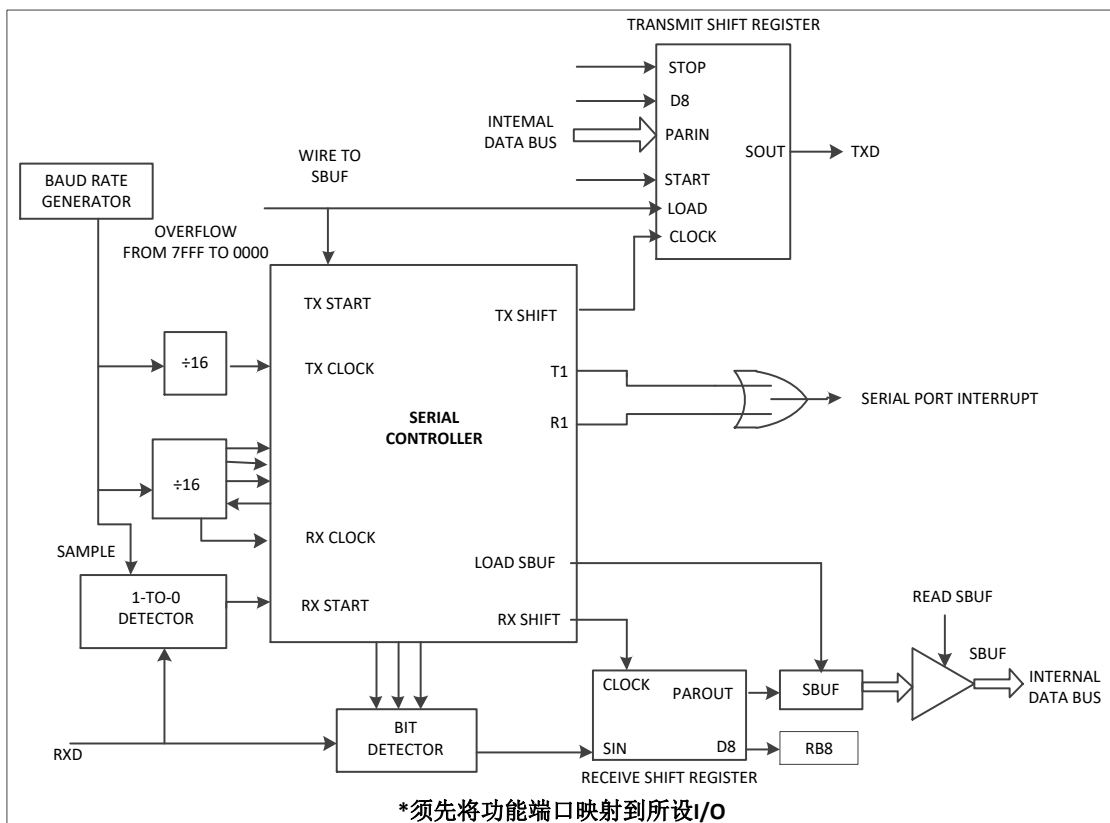 TRANSMIT SHIFT REGISTER
STOP
D8
PARIN
INTEMAL
DATA BUS
SOUT
TXD
START
LOAD
CLOCK
WIRE TO
SBUF
BAUD RATE
GENERATOR
OVERFLOW
FROM 7FFF TO 0000
TX START
TX SHIFT
÷16
TX CLOCK
T1
SERIAL
CONTROLLER
R1
SERIAL PORT INTERRUPT
÷16
RX CLOCK
SAMPLE
LOAD SBUF
1-TO-0
DETECTOR
RX START
RX SHIFT
READ SBUF
SBUF
CLOCK
PAROUT
SBUF
INTERNAL
DATA BUS
BIT
DETECTOR
RXD
SIN
D8
RB8
RECEIVE SHIFT REGISTER
*须先将功能端口映射到所设I/O